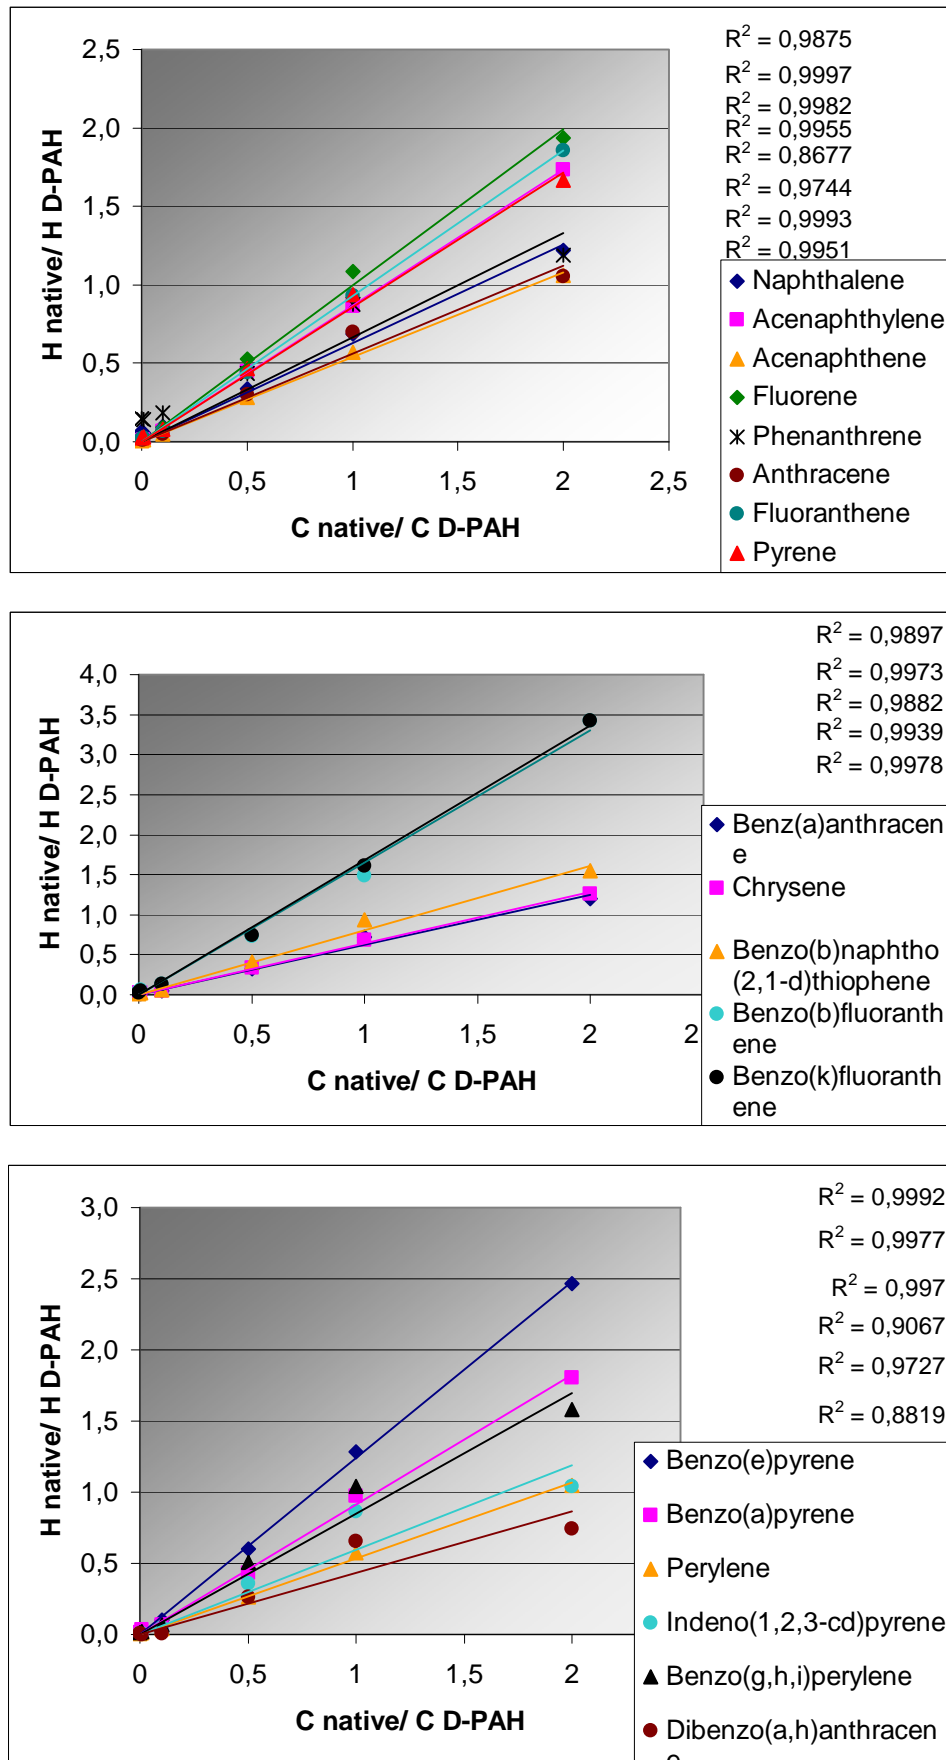 R² = 0,9875
R² = 0,9997
R² = 0,9982
R² = 0,9955
R² = 0,8677
R² = 0,9744
R² = 0,9993
R² = 0,9951
2,5
2,0
1,5
1,0
0,5
0,0
0 0,5 1 1,5 2 2,5
H native/ H D-PAH
C native/ C D-PAH
Naphthalene
Acenaphthylene
Acenaphthene
Fluorene
Phenanthrene
Anthracene
Fluoranthene
Pyrene
R² = 0,9897
R² = 0,9973
R² = 0,9882
R² = 0,9939
R² = 0,9978
4,0
3,5
3,0
2,5
2,0
1,5
1,0
0,5
0,0
0 0,5 1 1,5 2 2
H native/ H D-PAH
C native/ C D-PAH
Benz(a)anthracen
e
Chrysene
Benzo(b)naphtho
(2,1-d)thiophene
Benzo(b)fluoranth
ene
Benzo(k)fluoranth
ene
R² = 0,9992
R² = 0,9977
R² = 0,997
R² = 0,9067
R² = 0,9727
R² = 0,8819
3,0
2,5
2,0
1,5
1,0
0,5
0,0
0 0,5 1 1,5 2
H native/ H D-PAH
C native/ C D-PAH
Benzo(e)pyrene
Benzo(a)pyrene
Perylene
Indeno(1,2,3-cd)pyrene
Benzo(g,h,i)perylene
Dibenzo(a,h)anthracen